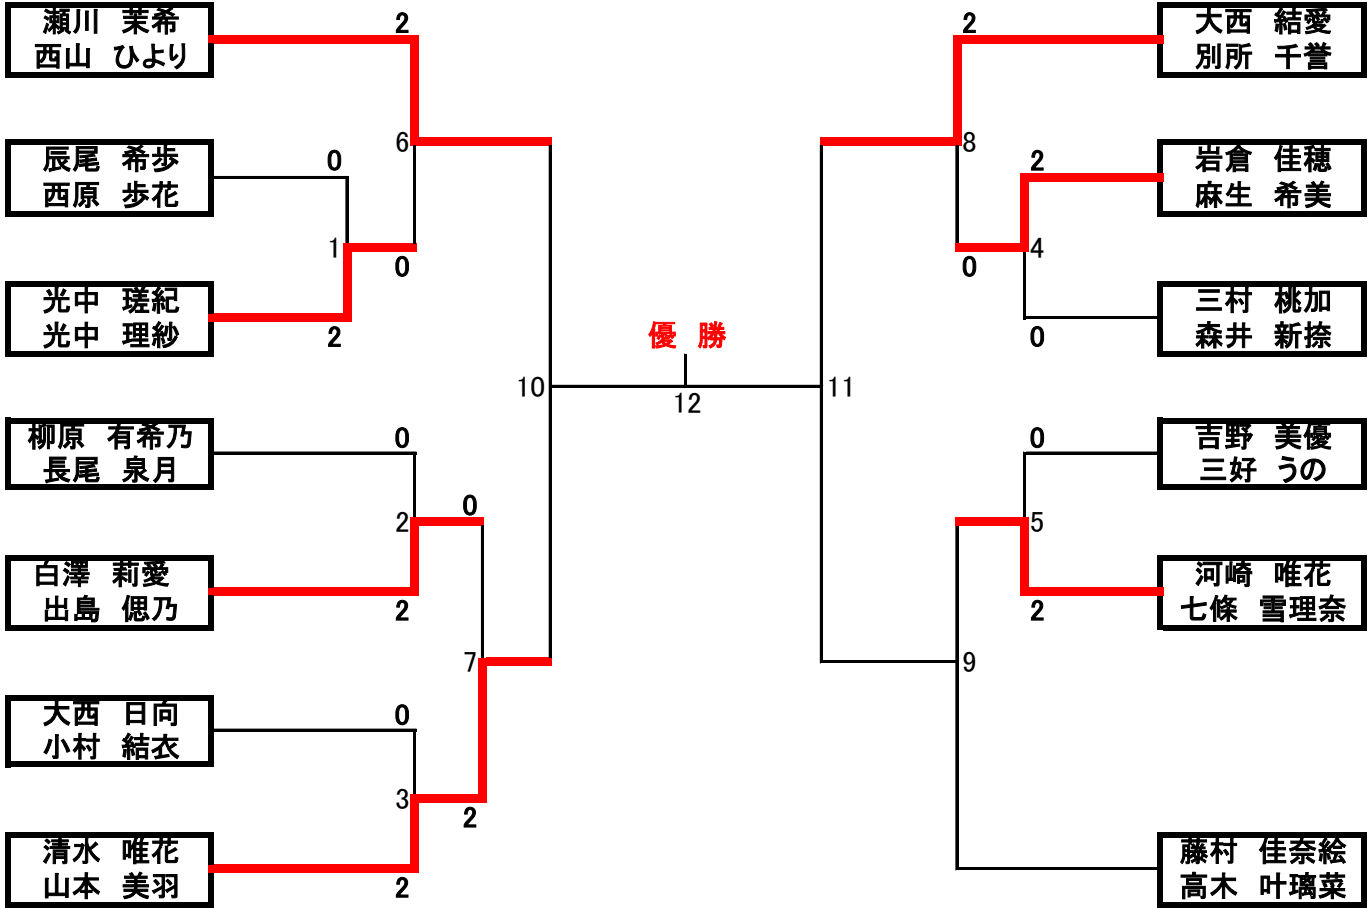 瀬川 茉希
西山 ひより
2
6
辰尾 希歩
西原 歩花
0
1
0
光中 瑳紀
光中 理紗
2
柳原 有希乃
長尾 泉月
0
2
0
白澤 莉愛
出島 偲乃
2
7
大西 日向
小村 結衣
0
3
2
清水 唯花
山本 美羽
2
10
優 勝
12
11
2
大西 結愛
別所 千誉
8
2
岩倉 佳穂
麻生 希美
4
0
三村 桃加
森井 新捺
0
0
吉野 美優
三好 うの
5
河崎 唯花
七條 雪理奈
2
9
藤村 佳奈絵
高木 叶璃菜